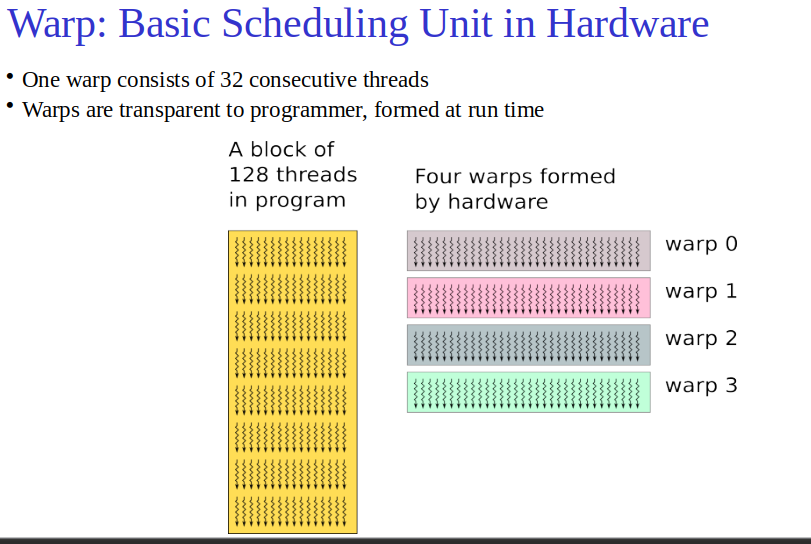 Warp: Basic Scheduling Unit in Hardware
• One warp consists of 32 consecutive threads
• Warps are transparent to programmer, formed at run time
A block of
128 threads
in program
Four warps formed
by hardware
warp 0
warp 1
warp 2
warp 3